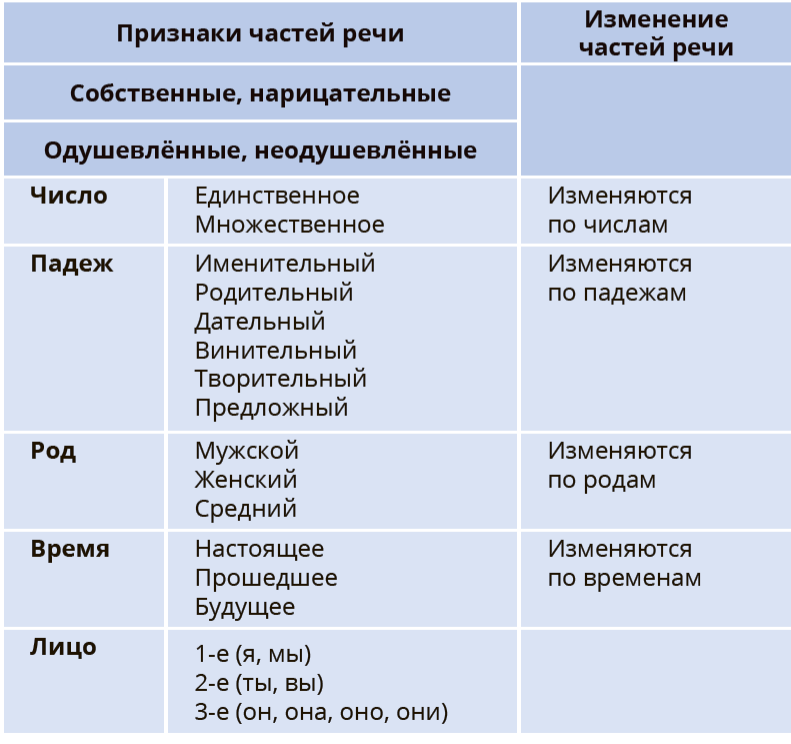 Признаки частей речи
Изменение
частей речи
Собственные, нарицательные
Одушевлённые, неодушевлённые
Число
Единственное
Множественное
Изменяются
по числам
Падеж
Именительный
Родительный
Дательный
Винительный
Творительный
Предложный
Изменяются
по падежам
Род
Мужской
Женский
Средний
Изменяются
по родам
Время
Настоящее
Прошедшее
Будущее
Изменяются
по временам
Лицо
1-е (я, мы)
2-е (ты, вы)
3-е (он, она, оно, они)